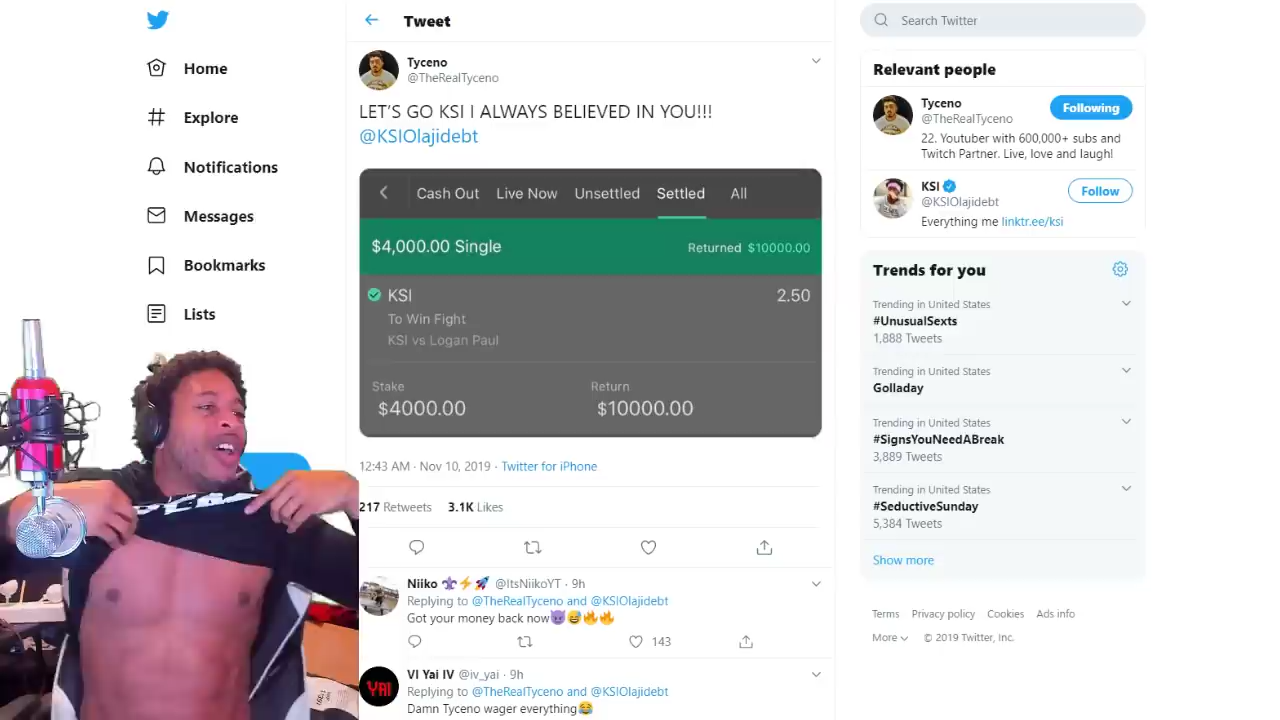 Home
Explore
Notifications
Messages
Bookmarks
Lists
Tweet
Tyceno
@TheRealTyceno
LET'S GO KSI I ALWAYS BELIEVED IN YOU!!!
@KSIOlajidebt
Cash Out Live Now Unsettled Settled All
$4,000.00 Single Returned $10000.00
KSI 2.50
To Win Fight
KSI vs Logan Paul
Stake Return
$4000.00 $10000.00
12:43 AM · Nov 10, 2019 · Twitter for iPhone
217 Retweets 3.1K Likes
Niiko ⚜️⚡🚀 @ItsNiikoYT · 9h
Replying to @TheRealTyceno and @KSIOlajidebt
Got your money back now😈😅🔥🔥
143
YAI
VI Yai IV @iv_yai · 9h
Replying to @TheRealTyceno and @KSIOlajidebt
Damn Tyceno wager everything😂
Search Twitter
Relevant people
Tyceno Following
@TheRealTyceno
22. Youtuber with 600,000+ subs and
Twitch Partner. Live, love and laugh!
KSI Follow
@KSIOlajidebt
Everything me linktr.ee/ksi
Trends for you
Trending in United States
#UnusualSexts
1,888 Tweets
Trending in United States
Golladay
Trending in United States
#SignsYouNeedABreak
3,889 Tweets
Trending in United States
#SeductiveSunday
5,384 Tweets
Show more
Terms Privacy policy Cookies Ads info
More © 2019 Twitter, Inc.